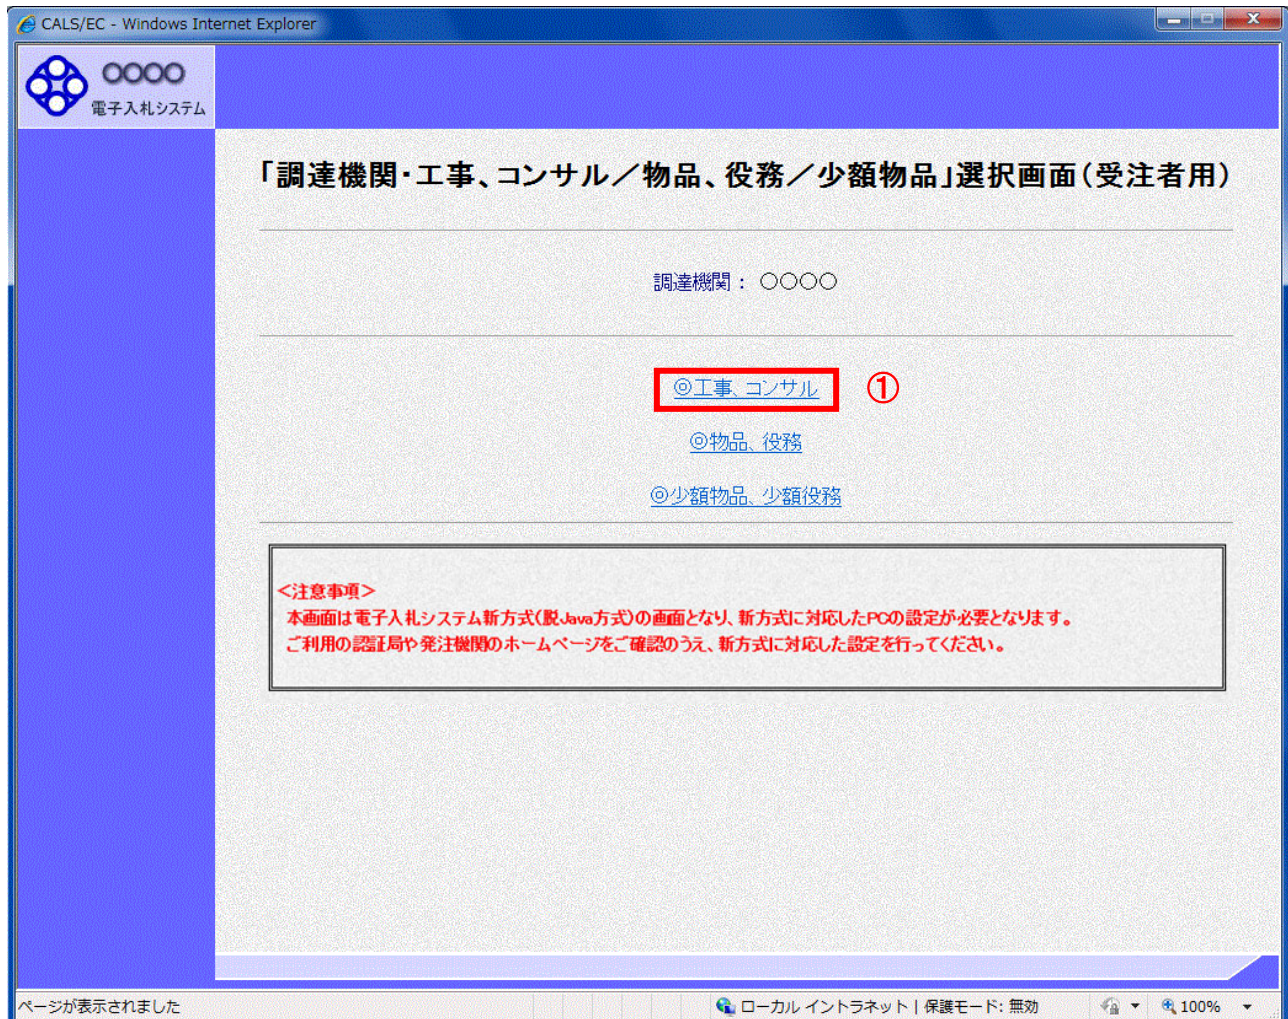 CALS/EC - Windows Internet Explorer
○○○○
電子入札システム
「調達機関・工事、コンサル／物品、役務／少額物品」選択画面(受注者用)
調達機関： ○○○○
◎工事、コンサル
①
◎物品、役務
◎少額物品、少額役務
＜注意事項＞
本画面は電子入札システム新方式(脱Java方式)の画面となり、新方式に対応したPCの設定が必要となります。
ご利用の認証局や発注機関のホームページをご確認のうえ、新方式に対応した設定を行ってください。
ページが表示されました
ローカル イントラネット | 保護モード: 無効
100%